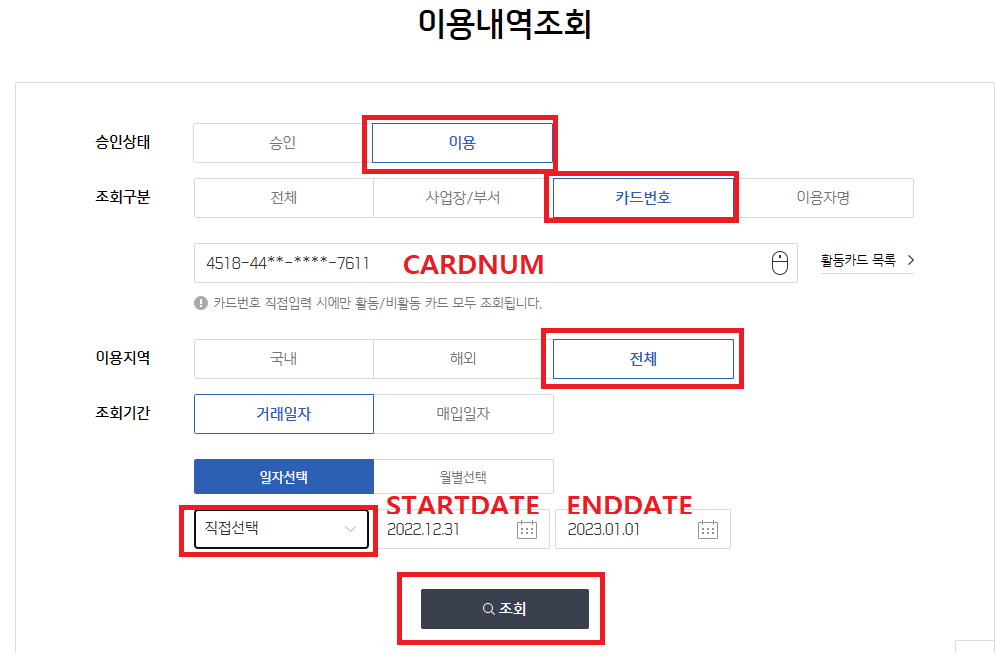 이용내역조회
승인상태 승인 이용
조회구분 전체 사업장/부서 카드번호 이용자명
4518-44**-****-7611 CARDNUM 활동카드 목록
카드번호 직접입력 시에만 활동/비활동 카드 모두 조회됩니다.
이용지역 국내 해외 전체
조회기간 거래일자 매입일자
일자선택 월별선택
STARTDATE ENDDATE
직접선택 2022.12.31 2023.01.01
조회